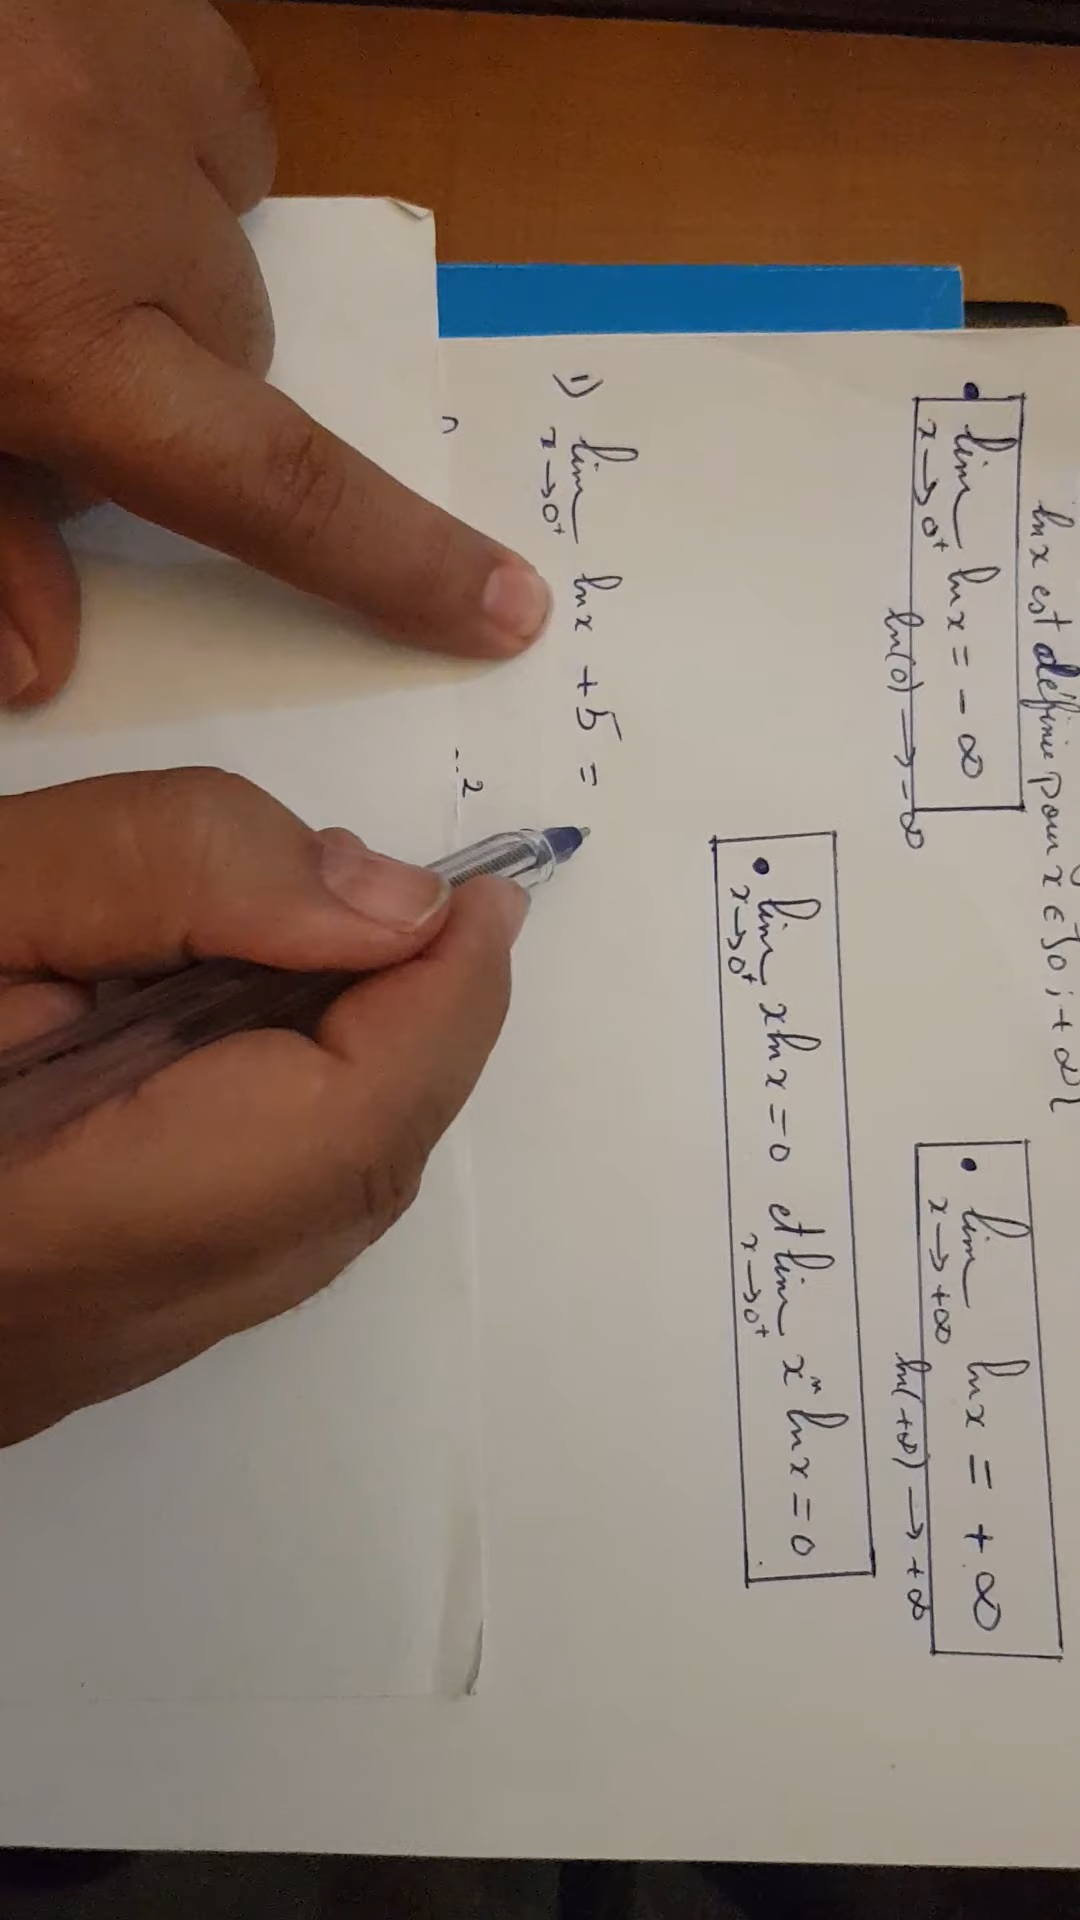 ln x est définie pour x ∈ ]0 ; +∞[
• lim ln x = -∞
x → 0⁺
ln(0) → -∞
• lim ln x = +∞
x → +∞
ln(+∞) → +∞
• lim x ln x = 0 et lim xⁿ ln x = 0
x → 0⁺ x → 0⁺
1) lim ln x + 5 =
x → 0⁺
2